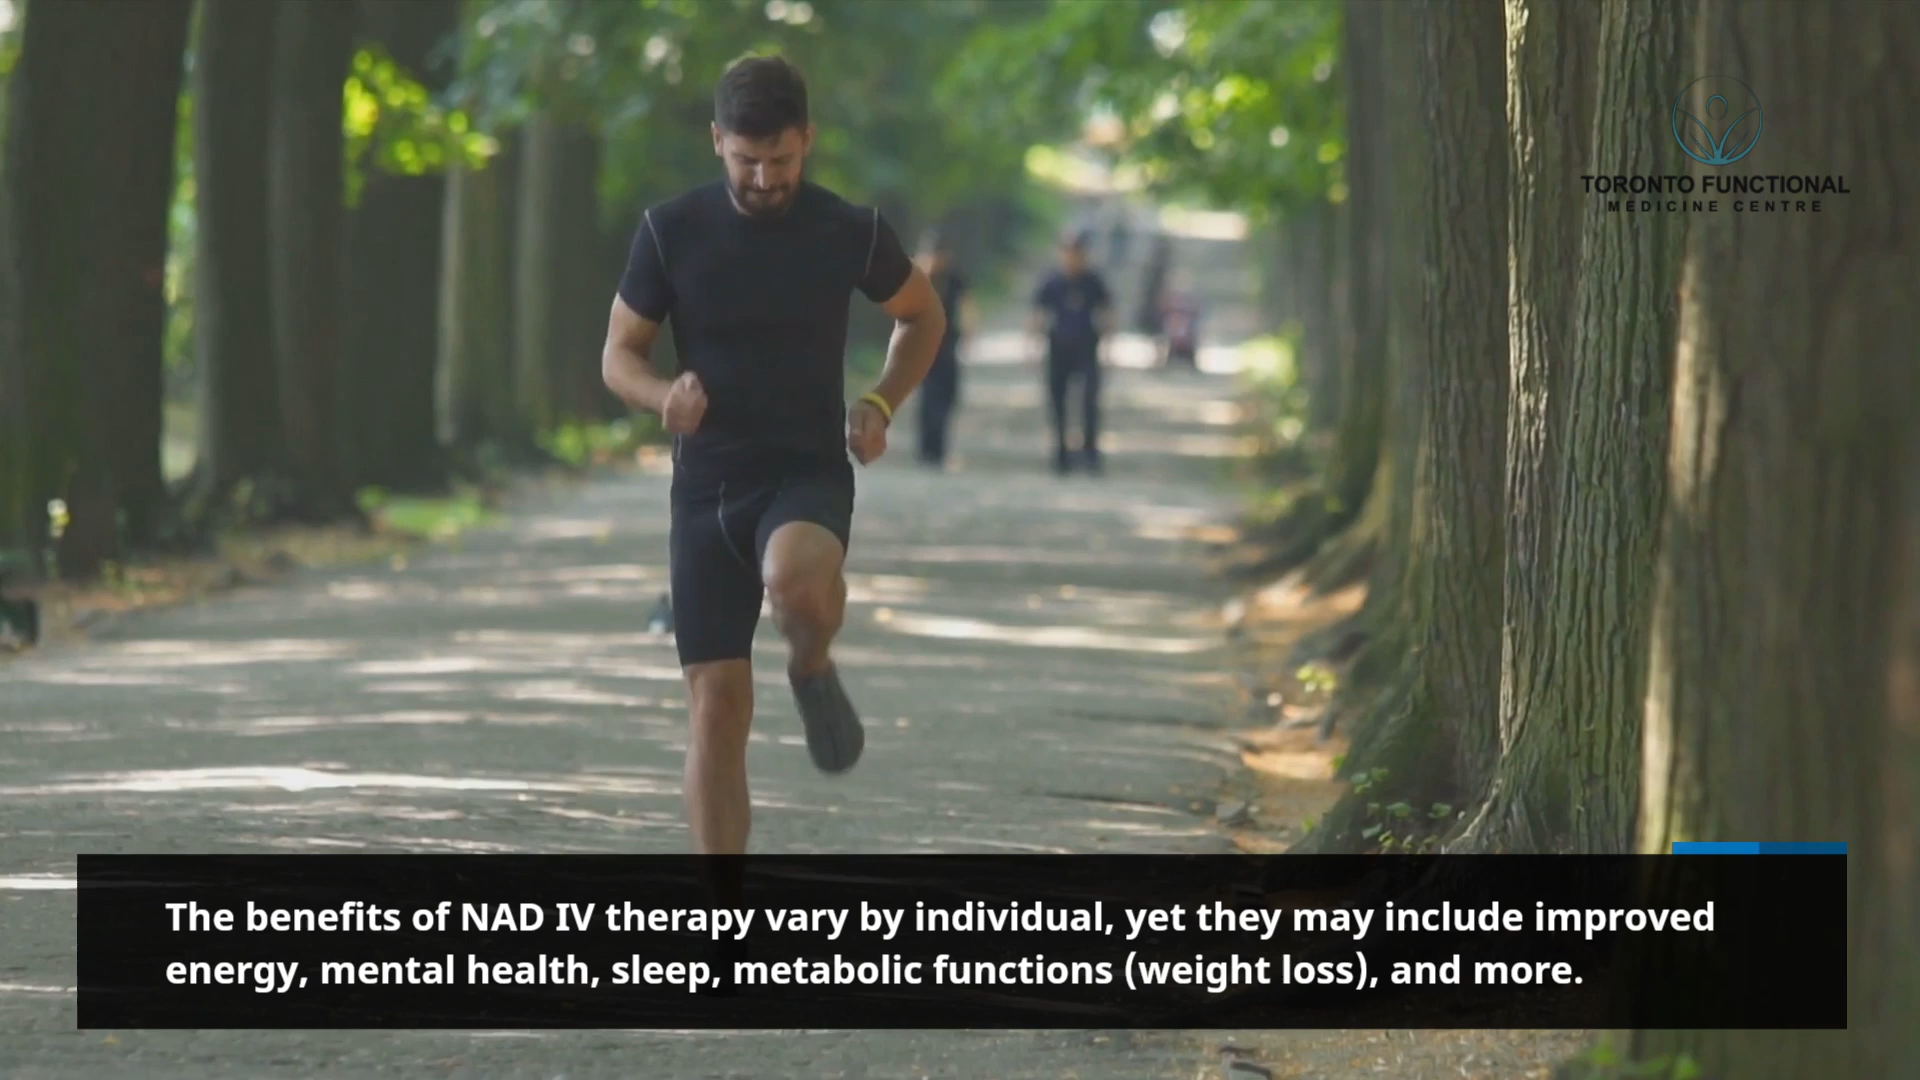 TORONTO FUNCTIONAL
MEDICINE CENTRE
The benefits of NAD IV therapy vary by individual, yet they may include improved
energy, mental health, sleep, metabolic functions (weight loss), and more.